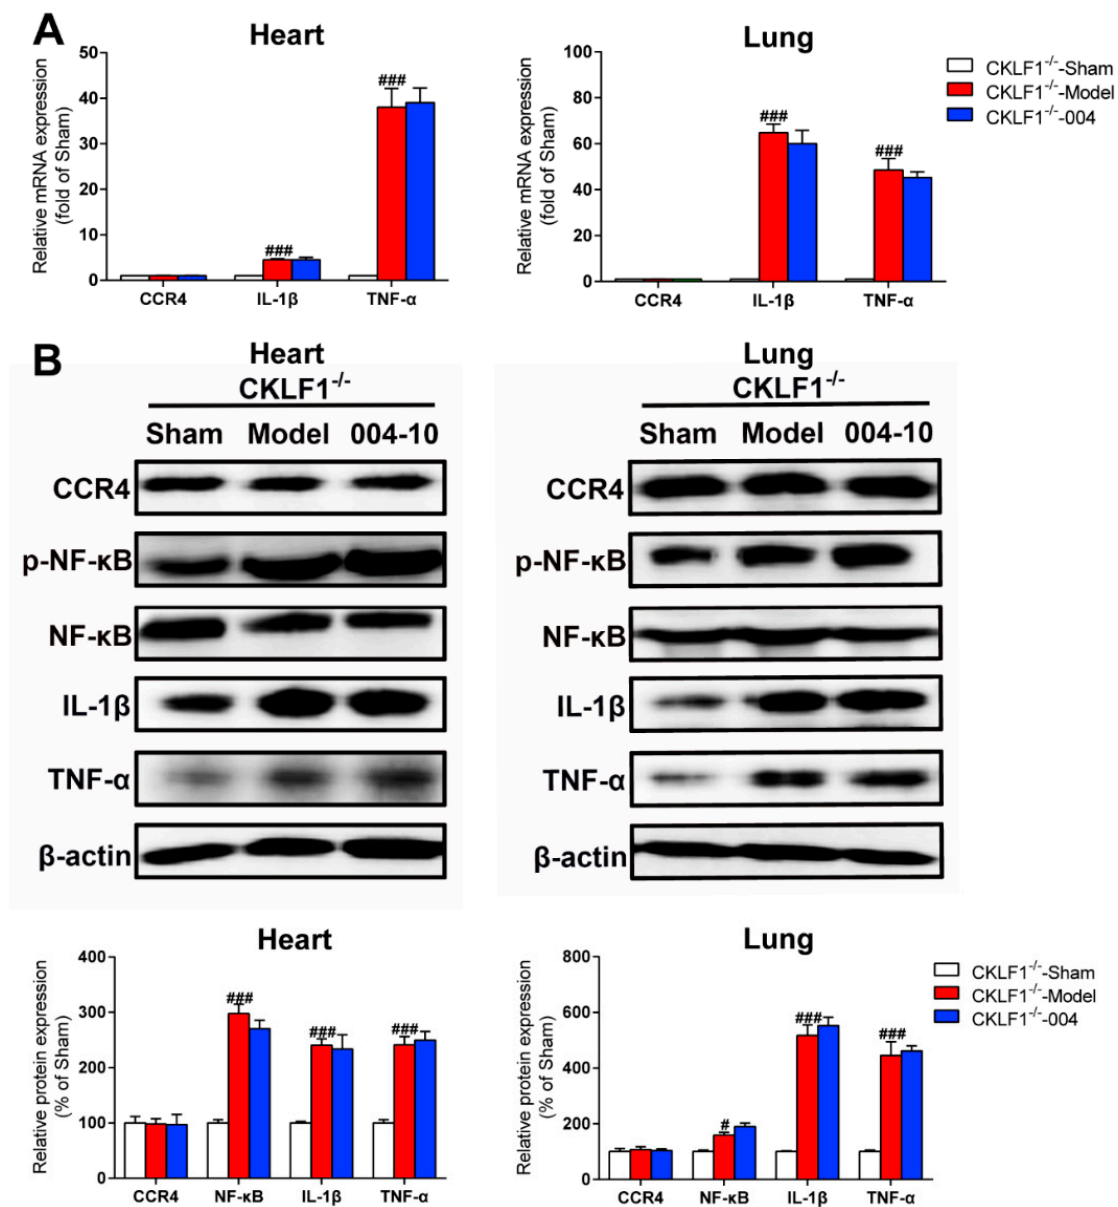 A
Heart
Relative mRNA expression
(fold of Sham)
50
40
30
20
10
0
###
###
CCR4 IL-1β TNF-α
Lung
Relative mRNA expression
(fold of Sham)
100
80
60
40
20
0
###
###
CCR4 IL-1β TNF-α
CKLF1-/--Sham
CKLF1-/--Model
CKLF1-/--004
B
Heart
CKLF1-/-
Sham Model 004-10
CCR4
p-NF-κB
NF-κB
IL-1β
TNF-α
β-actin
Lung
CKLF1-/-
Sham Model 004-10
CCR4
p-NF-κB
NF-κB
IL-1β
TNF-α
β-actin
Heart
Relative protein expression
(% of Sham)
400
300
200
100
0
###
###
###
CCR4 NF-κB IL-1β TNF-α
Lung
Relative protein expression
(% of Sham)
800
600
400
200
0
#
###
###
CCR4 NF-κB IL-1β TNF-α
CKLF1-/--Sham
CKLF1-/--Model
CKLF1-/--004